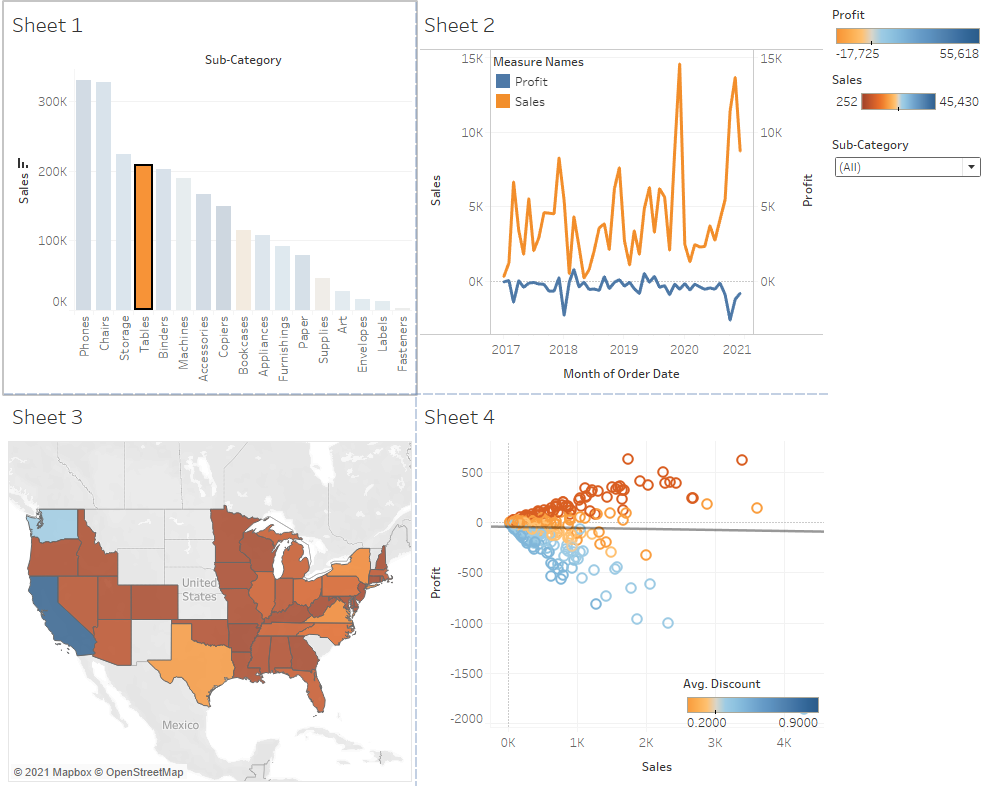 Sheet 1
Sub-Category
Sales
300K
200K
100K
0K
Phones
Chairs
Storage
Tables
Binders
Machines
Accessories
Copiers
Bookcases
Appliances
Furnishings
Paper
Supplies
Art
Envelopes
Labels
Fasteners
Sheet 2
Measure Names
Profit
Sales
Sales
15K
10K
5K
0K
15K
10K
5K
0K
Profit
2017 2018 2019 2020 2021
Month of Order Date
Profit
-17,725 55,618
Sales
252 45,430
Sub-Category
(All)
Sheet 3
United
States
Mexico
© 2021 Mapbox © OpenStreetMap
Sheet 4
Profit
500
0
-500
-1000
-1500
-2000
Avg. Discount
0.2000 0.9000
0K 1K 2K 3K 4K
Sales